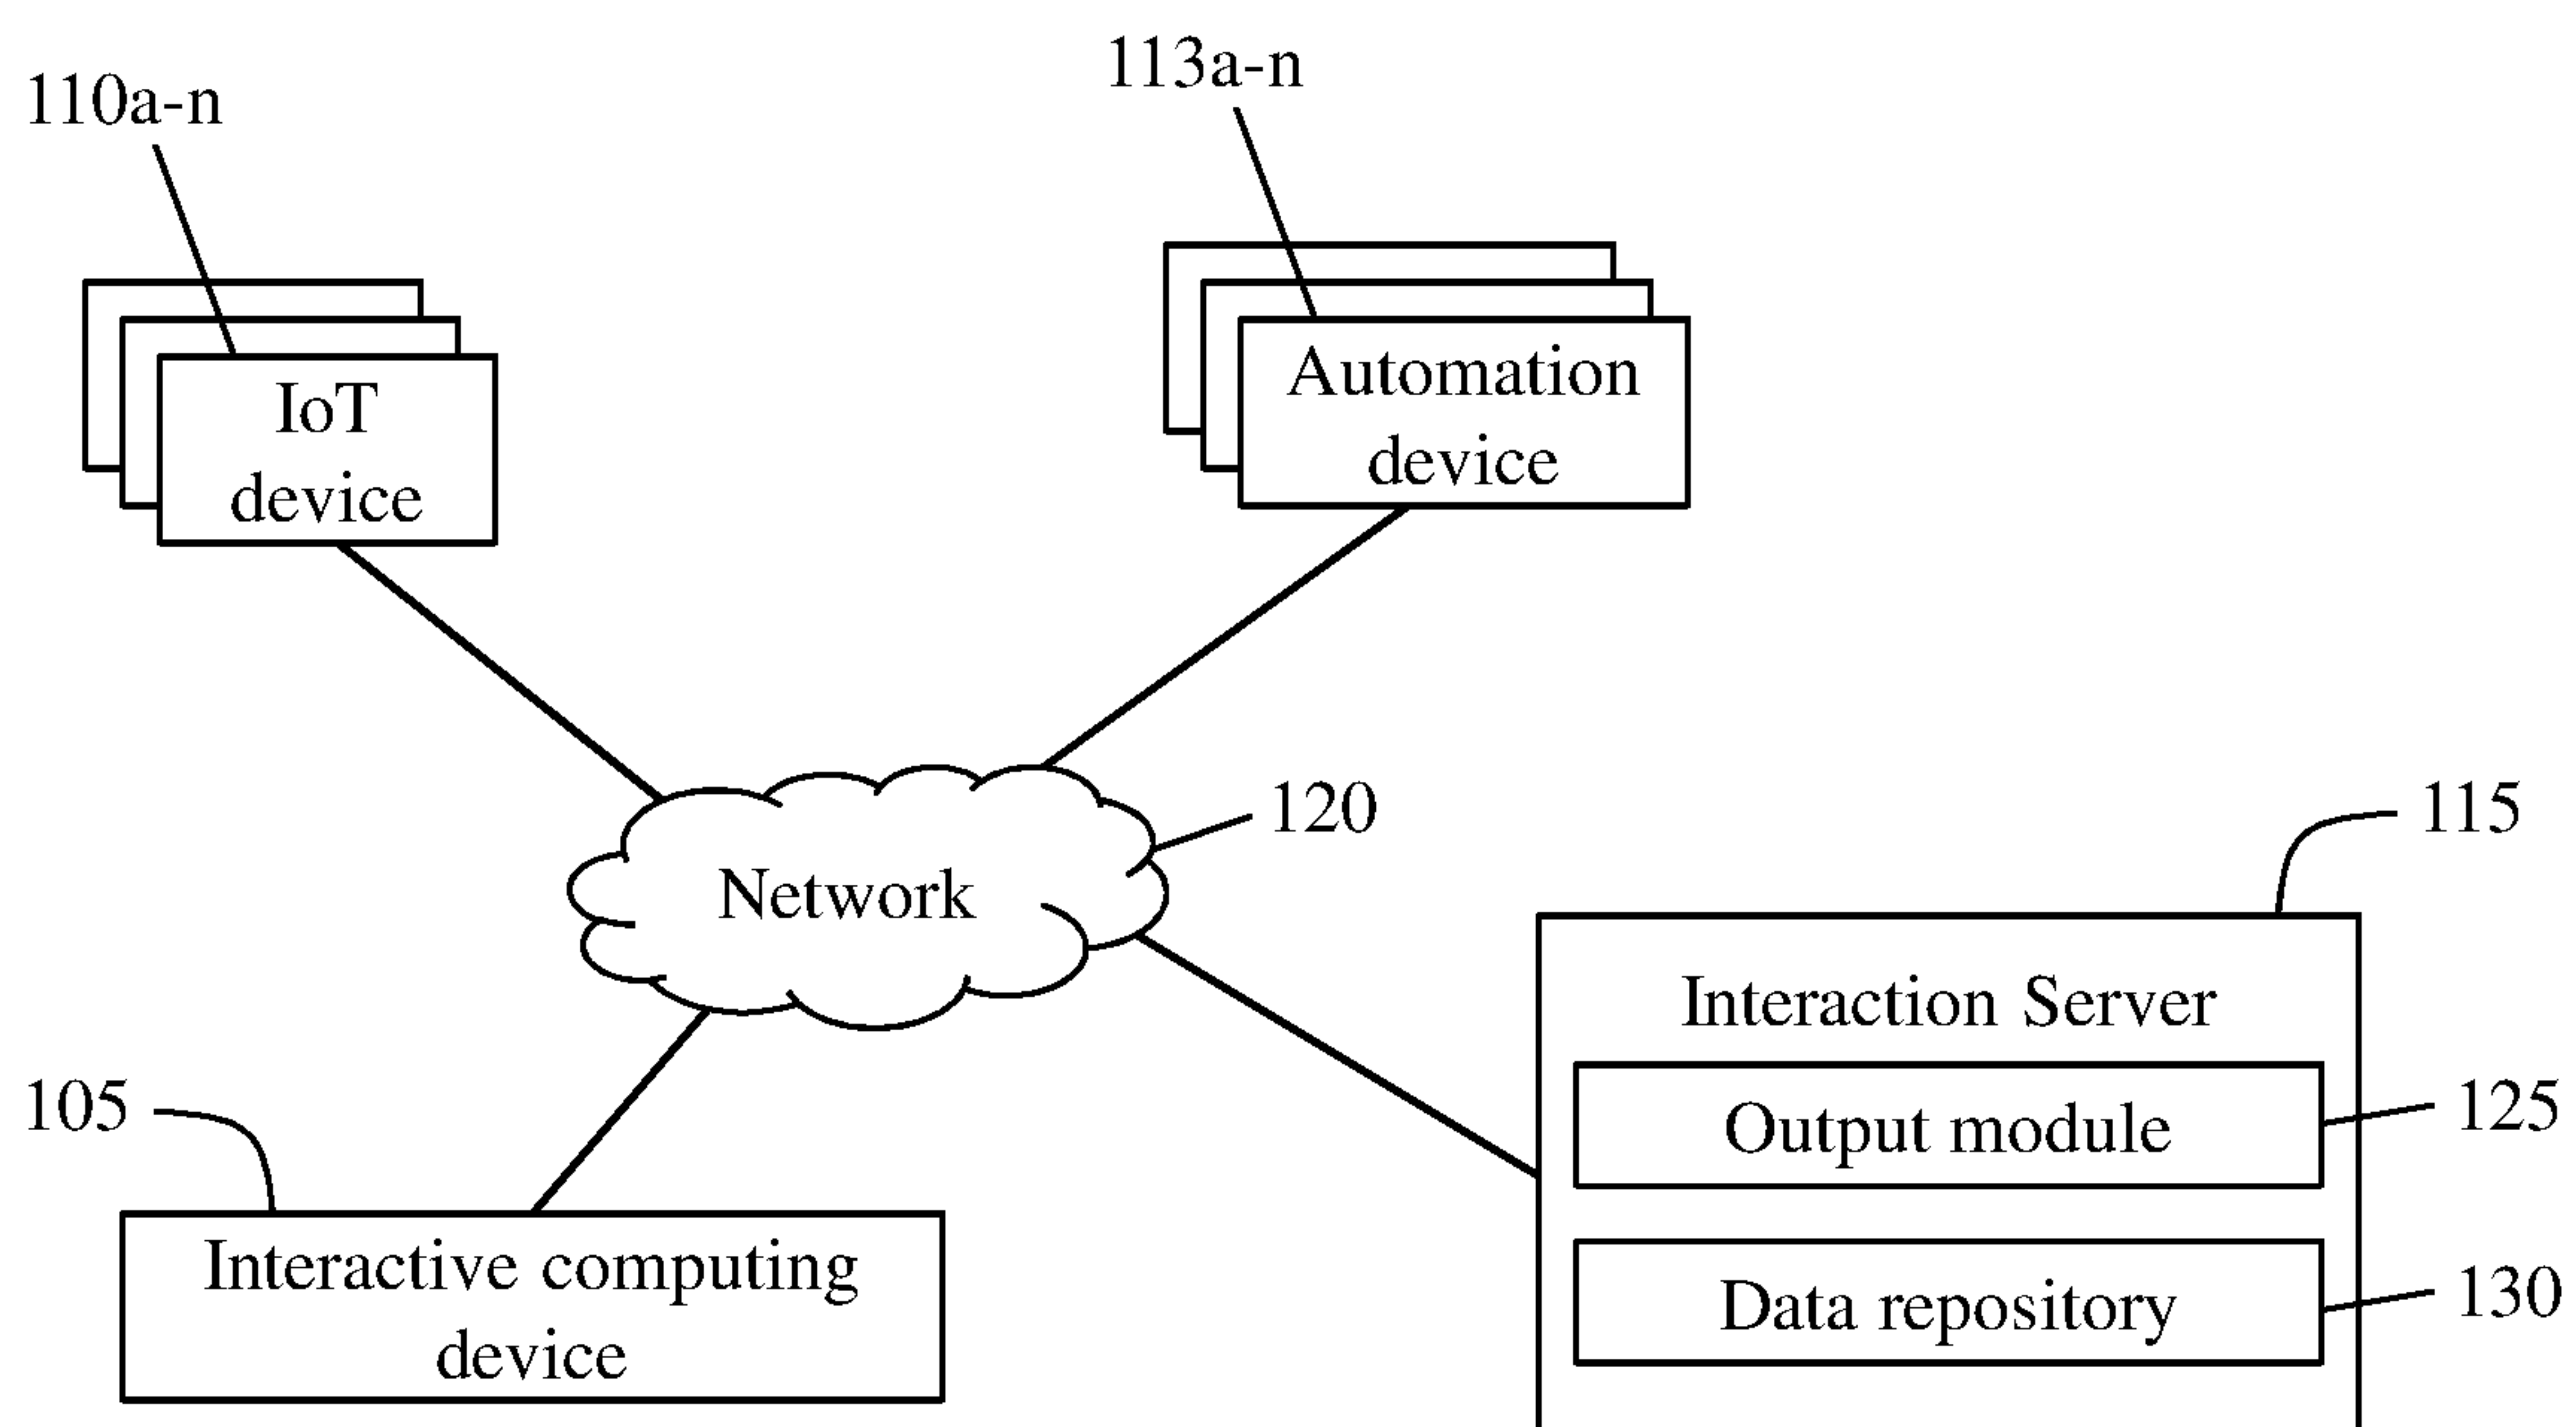 113a-n
110a-n
Automation
device
IoT
device
120
115
Network
Interaction Server
105
Output module
125
Interactive computing
device
Data repository
130